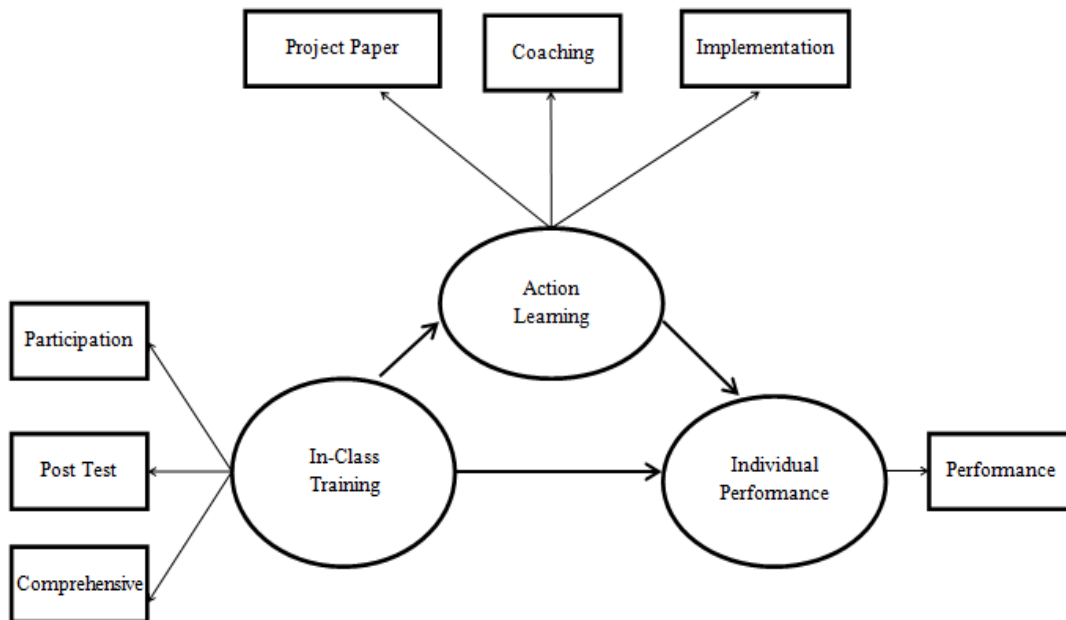 Project Paper
Coaching
Implementation
Action
Learning
Participation
Post Test
Comprehensive
In-Class
Training
Individual
Performance
Performance